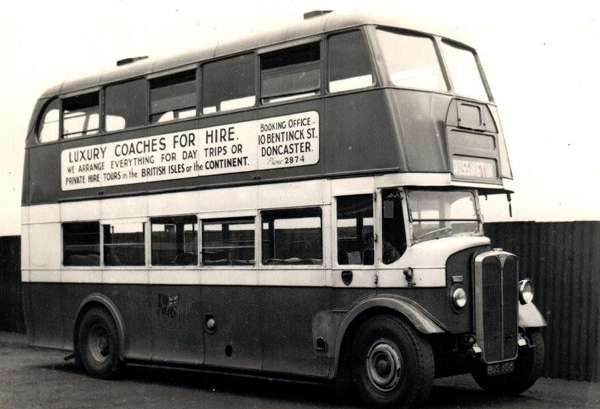 LUXURY COACHES FOR HIRE.
WE ARRANGE EVERYTHING FOR DAY TRIPS OR
PRIVATE HIRE TOURS in the BRITISH ISLES or the CONTINENT.
BOOKING OFFICE-
10 BENTINCK ST.
DONCASTER.
Phone 2874